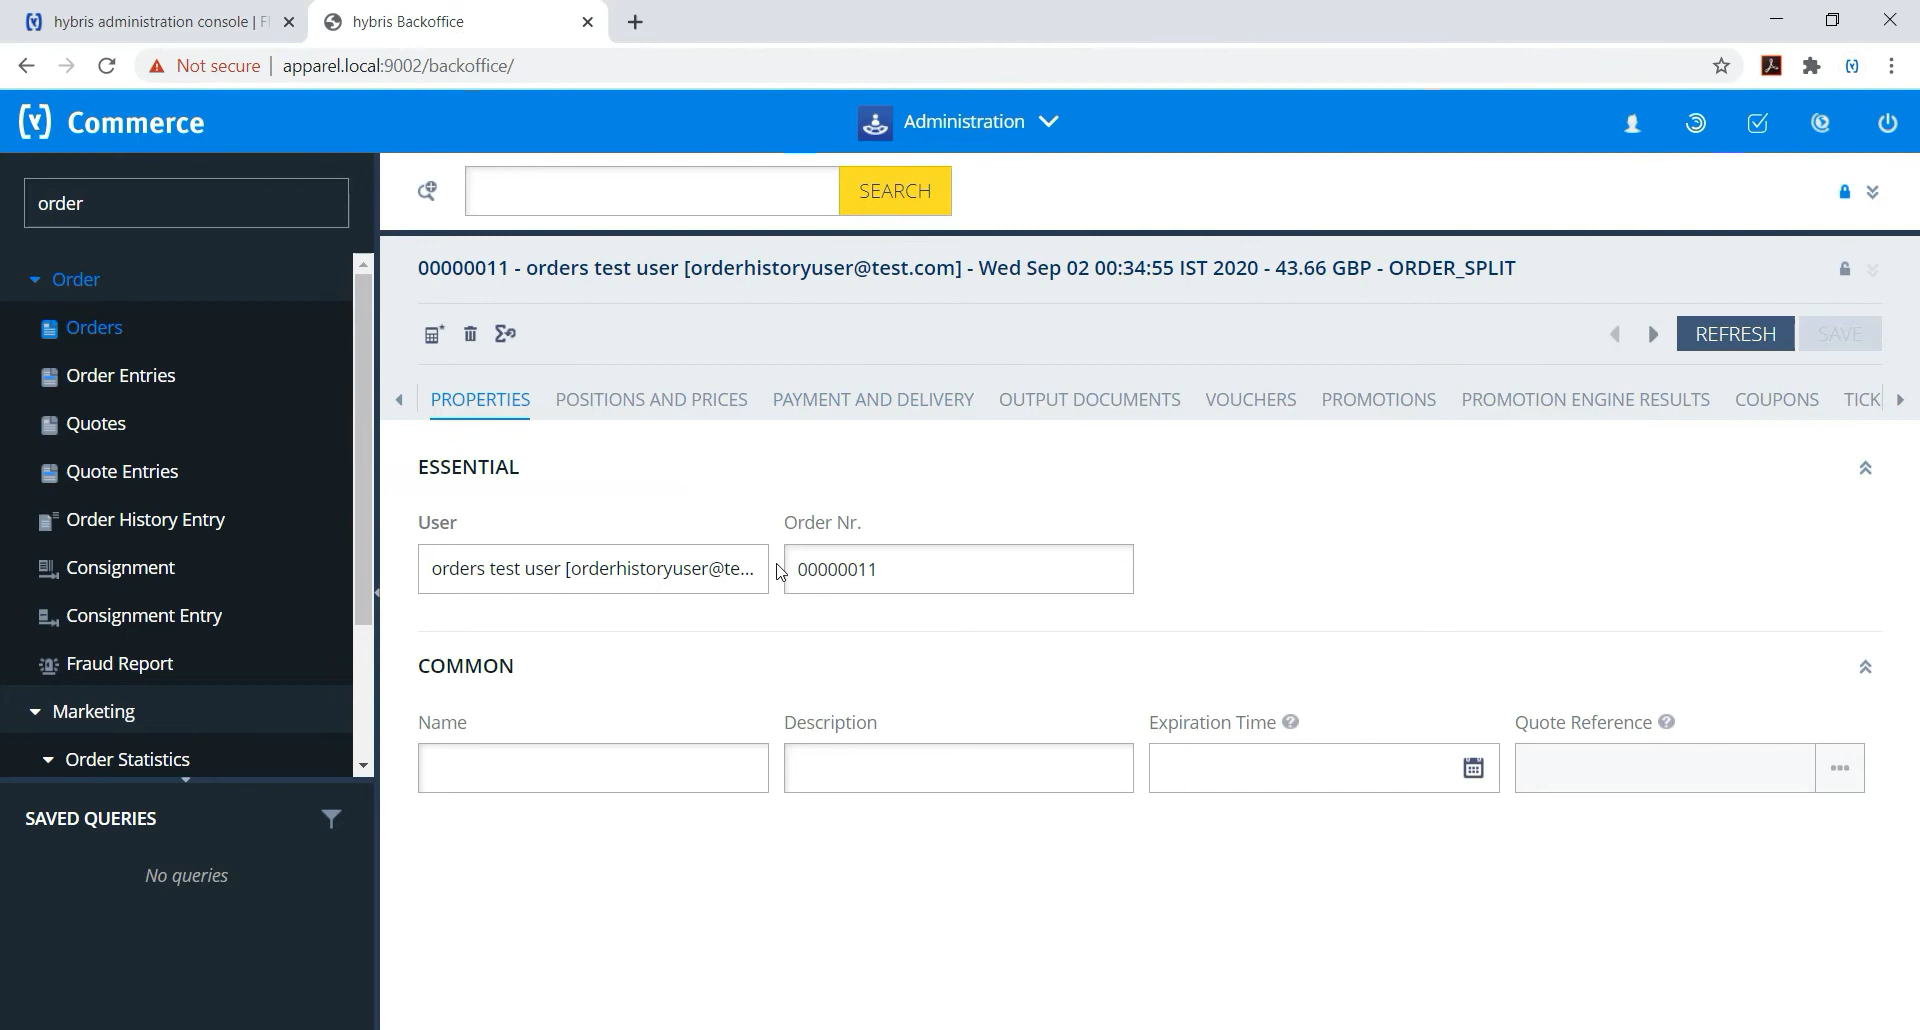 hybris administration console | Fl
hybris Backoffice
Not secure | apparel.local:9002/backoffice/
Commerce
Administration
order
SEARCH
Order
Orders
Order Entries
Quotes
Quote Entries
Order History Entry
Consignment
Consignment Entry
Fraud Report
Marketing
Order Statistics
SAVED QUERIES
No queries
00000011 - orders test user [orderhistoryuser@test.com] - Wed Sep 02 00:34:55 IST 2020 - 43.66 GBP - ORDER_SPLIT
REFRESH
SAVE
PROPERTIES POSITIONS AND PRICES PAYMENT AND DELIVERY OUTPUT DOCUMENTS VOUCHERS PROMOTIONS PROMOTION ENGINE RESULTS COUPONS TICK
ESSENTIAL
User Order Nr.
orders test user [orderhistoryuser@te... 00000011
COMMON
Name Description Expiration Time Quote Reference